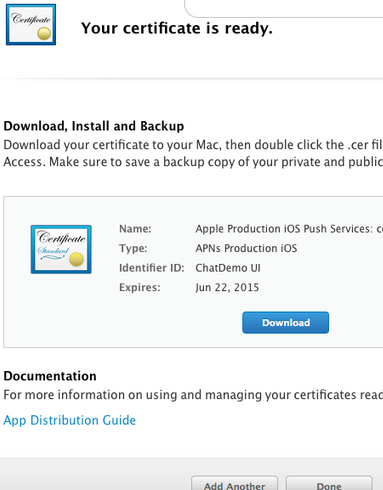 Certificate
Your certificate is ready.
Download, Install and Backup
Download your certificate to your Mac, then double click the .cer fil
Access. Make sure to save a backup copy of your private and public
Certificate
Standard
Name: Apple Production iOS Push Services: c
Type: APNs Production iOS
Identifier ID: ChatDemo UI
Expires: Jun 22, 2015
Download
Documentation
For more information on using and managing your certificates read
App Distribution Guide
Add Another Done